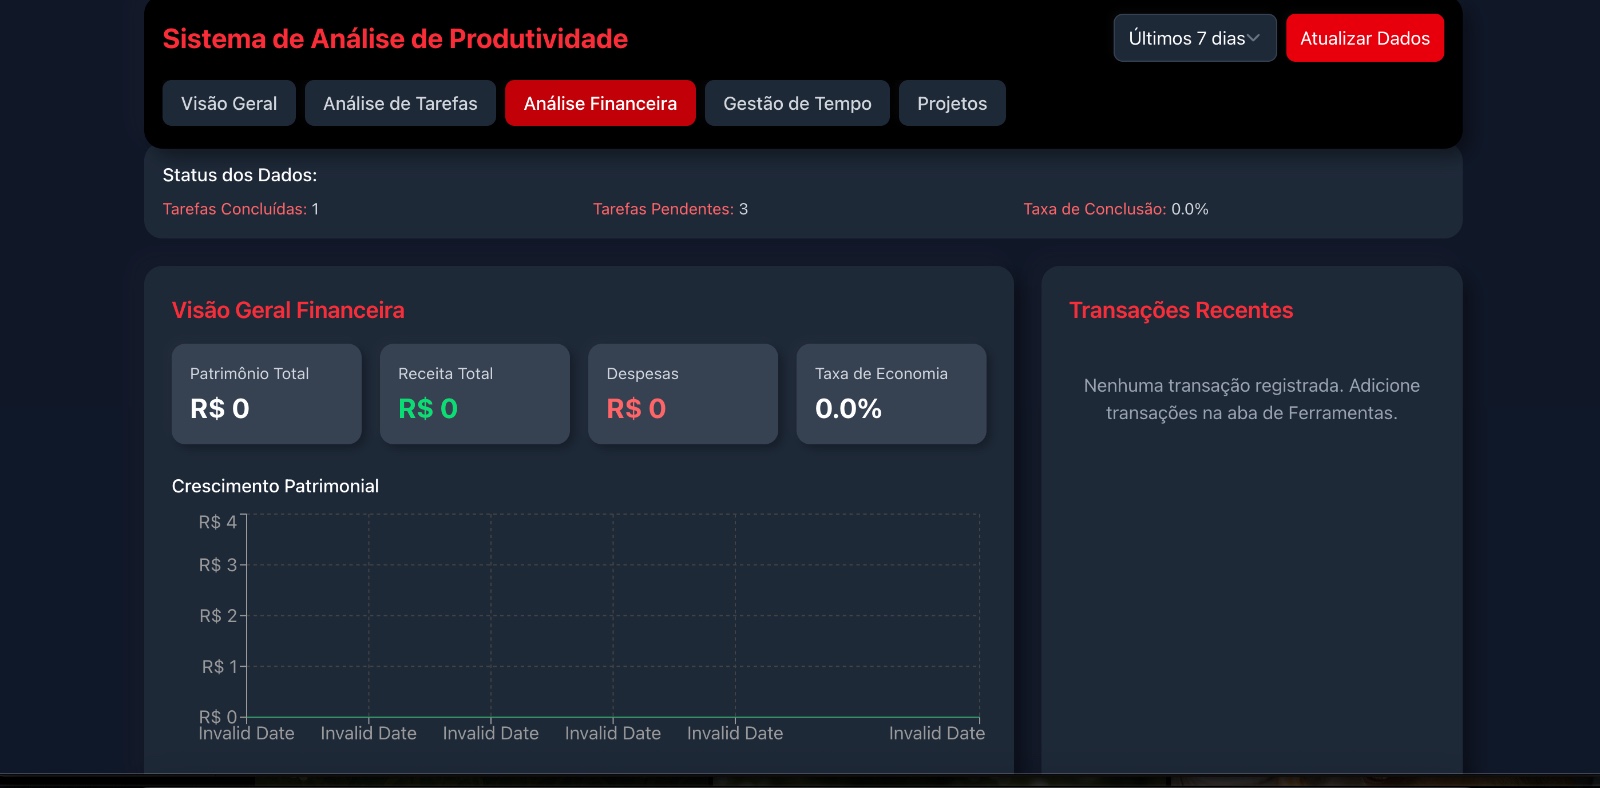 Sistema de Análise de Produtividade
Últimos 7 dias
Atualizar Dados
Visão Geral
Análise de Tarefas
Análise Financeira
Gestão de Tempo
Projetos
Status dos Dados:
Tarefas Concluídas: 1
Tarefas Pendentes: 3
Taxa de Conclusão: 0.0%
Visão Geral Financeira
Patrimônio Total
R$ 0
Receita Total
R$ 0
Despesas
R$ 0
Taxa de Economia
0.0%
Crescimento Patrimonial
R$ 4
R$ 3
R$ 2
R$ 1
R$ 0
Invalid Date
Invalid Date
Invalid Date
Invalid Date
Invalid Date
Invalid Date
Transações Recentes
Nenhuma transação registrada. Adicione
transações na aba de Ferramentas.